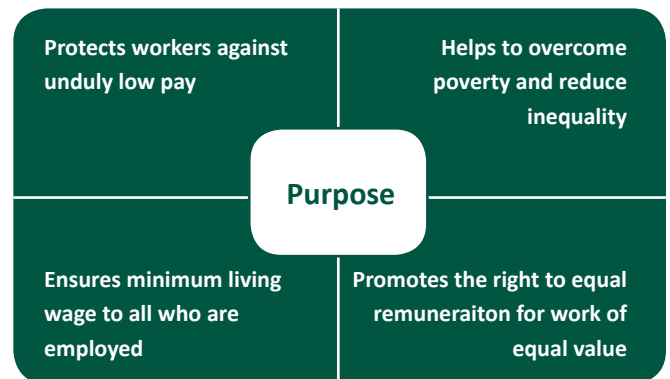 Protects workers against
unduly low pay
Helps to overcome
poverty and reduce
inequality
Purpose
Ensures minimum living
wage to all who are
employed
Promotes the right to equal
remuneraiton for work of
equal value